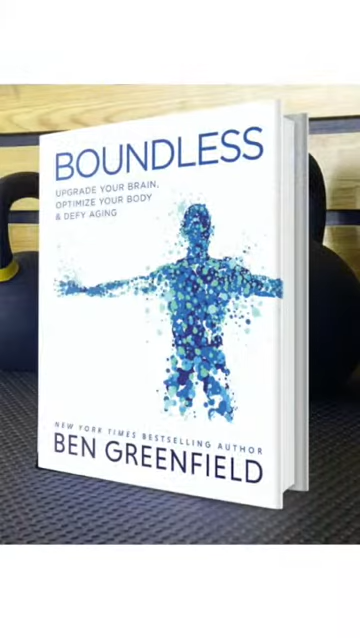 BOUNDLESS
UPGRADE YOUR BRAIN,
OPTIMIZE YOUR BODY
& DEFY AGING
NEW YORK TIMES BESTSELLING AUTHOR
BEN GREENFIELD